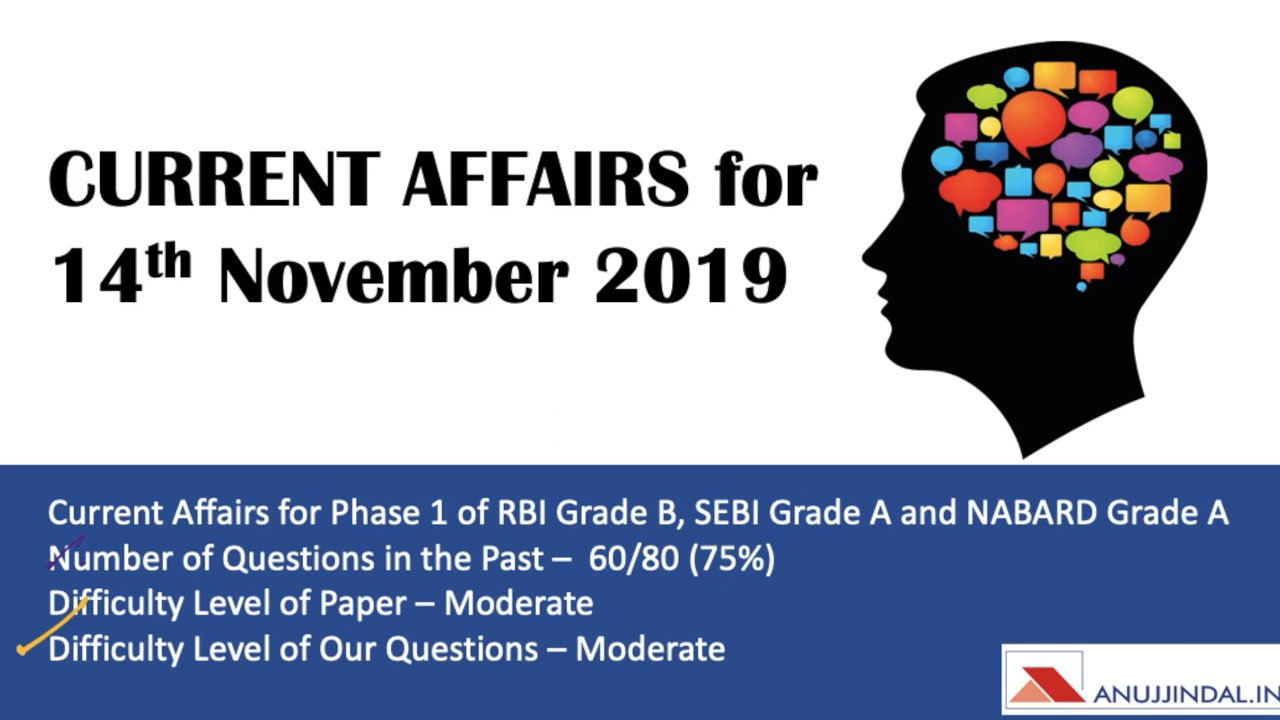 CURRENT AFFAIRS for
14th November 2019
Current Affairs for Phase 1 of RBI Grade B, SEBI Grade A and NABARD Grade A
Number of Questions in the Past – 60/80 (75%)
Difficulty Level of Paper – Moderate
Difficulty Level of Our Questions – Moderate
ANUJJINDAL.IN